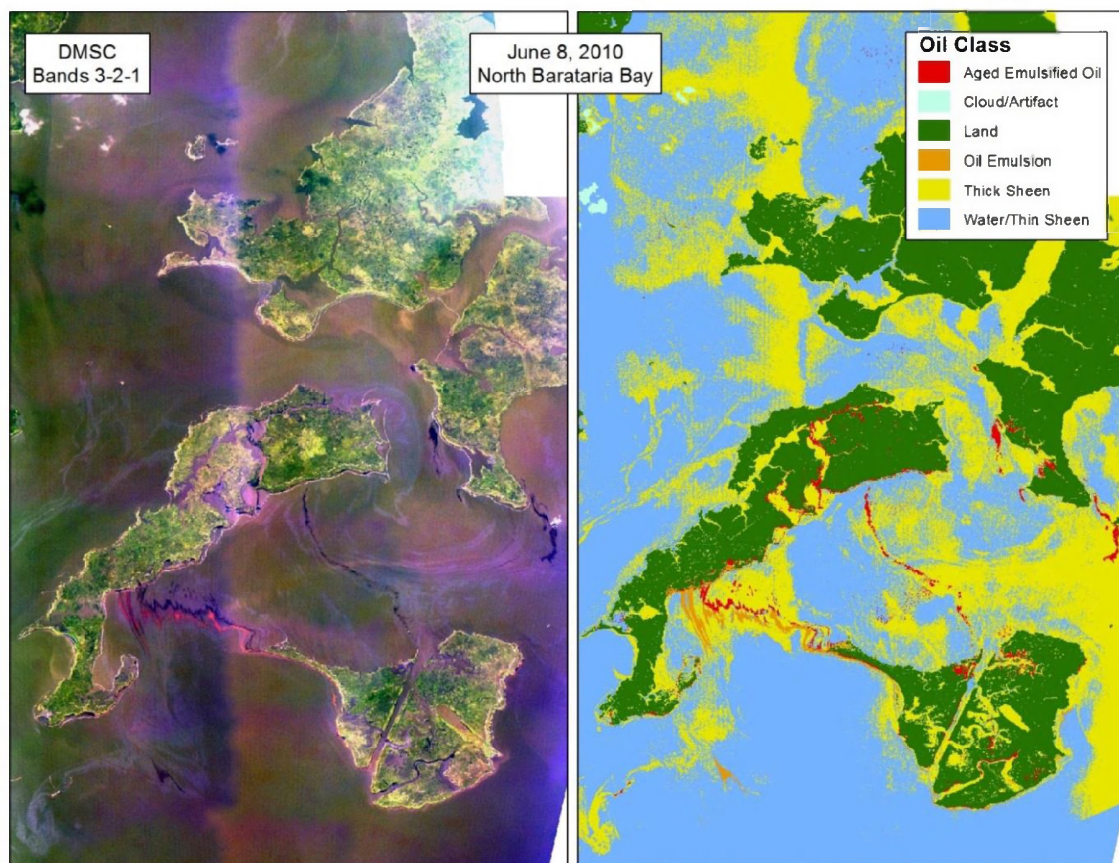 DMSC
Bands 3-2-1
June 8, 2010
North Barataria Bay
Oil Class
Aged Emulsified Oil
Cloud/Artifact
Land
Oil Emulsion
Thick Sheen
Water/Thin Sheen